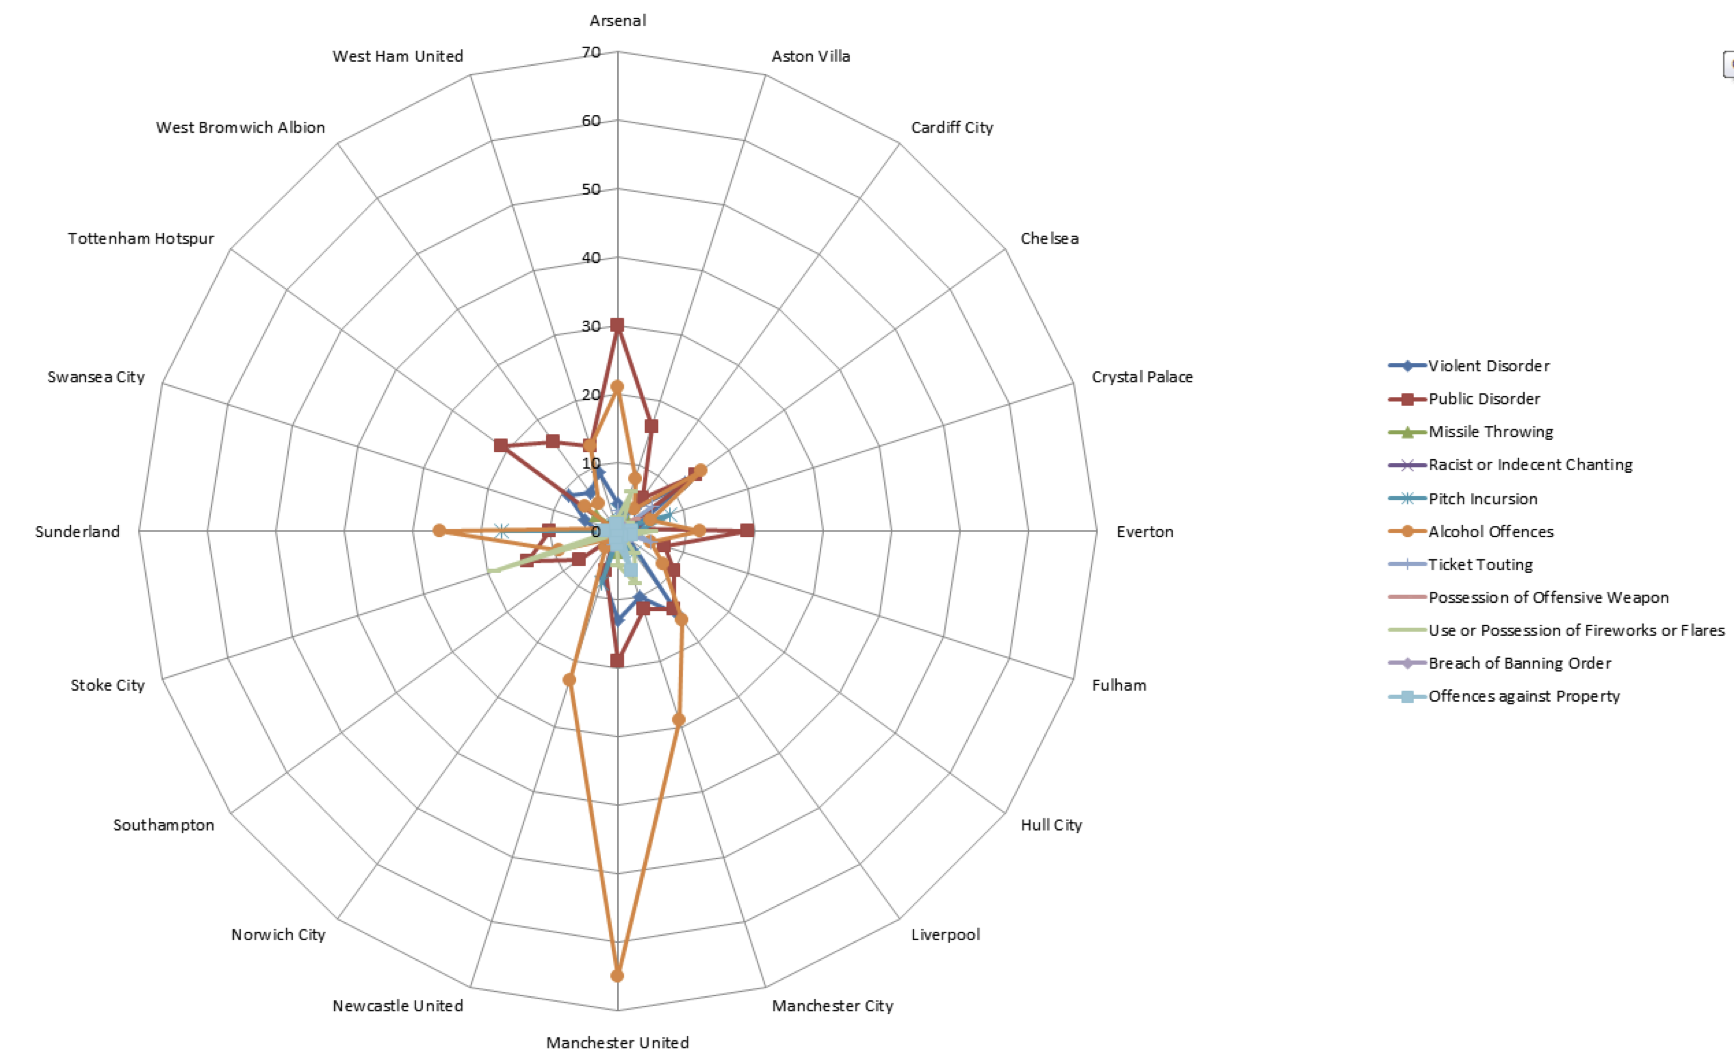 Arsenal
70
West Ham United
Aston Villa
60
West Bromwich Albion
Cardiff City
50
Tottenham Hotspur
Chelsea
40
30
Swansea City
Crystal Palace
20
10
Sunderland
0
Everton
Stoke City
Fulham
Southampton
Hull City
Norwich City
Liverpool
Newcastle United
Manchester City
Manchester United
Violent Disorder
Public Disorder
Missile Throwing
Racist or Indecent Chanting
Pitch Incursion
Alcohol Offences
Ticket Touting
Possession of Offensive Weapon
Use or Possession of Fireworks or Flares
Breach of Banning Order
Offences against Property